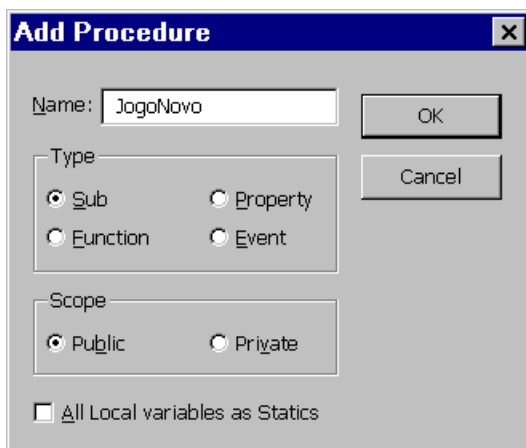 Add Procedure
Name: JogoNovo
OK
Cancel
Type
Sub
Property
Function
Event
Scope
Public
Private
All Local variables as Statics